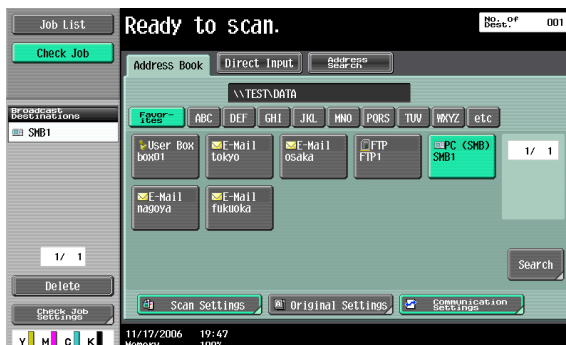 Job List
Ready to scan.
No. of Dest. 001
Check Job
Address Book
Direct Input
Address Search
\\TEST\DATA
Broadcast Destinations
Favor-ites
ABC
DEF
GHI
JKL
MNO
PQRS
TUV
WXYZ
etc
SMB1
User Box
box01
E-Mail
tokyo
E-Mail
osaka
FTP
FTP1
PC (SMB)
SMB1
1/ 1
E-Mail
nagoya
E-Mail
fukuoka
1/ 1
Search
Delete
Scan Settings
Original Settings
Communication Settings
Check Job Settings
11/17/2006 19:47
Memory 100%
Y M C K